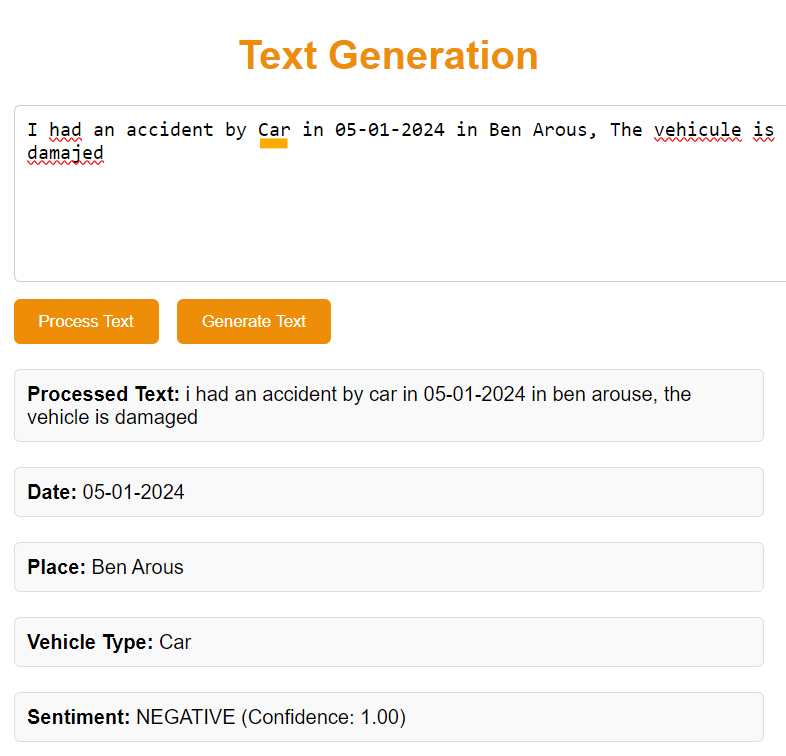 Text Generation
I had an accident by Car in 05-01-2024 in Ben Arous, The vehicule is
damajed
Process Text
Generate Text
Processed Text: i had an accident by car in 05-01-2024 in ben arouse, the
vehicle is damaged
Date: 05-01-2024
Place: Ben Arous
Vehicle Type: Car
Sentiment: NEGATIVE (Confidence: 1.00)